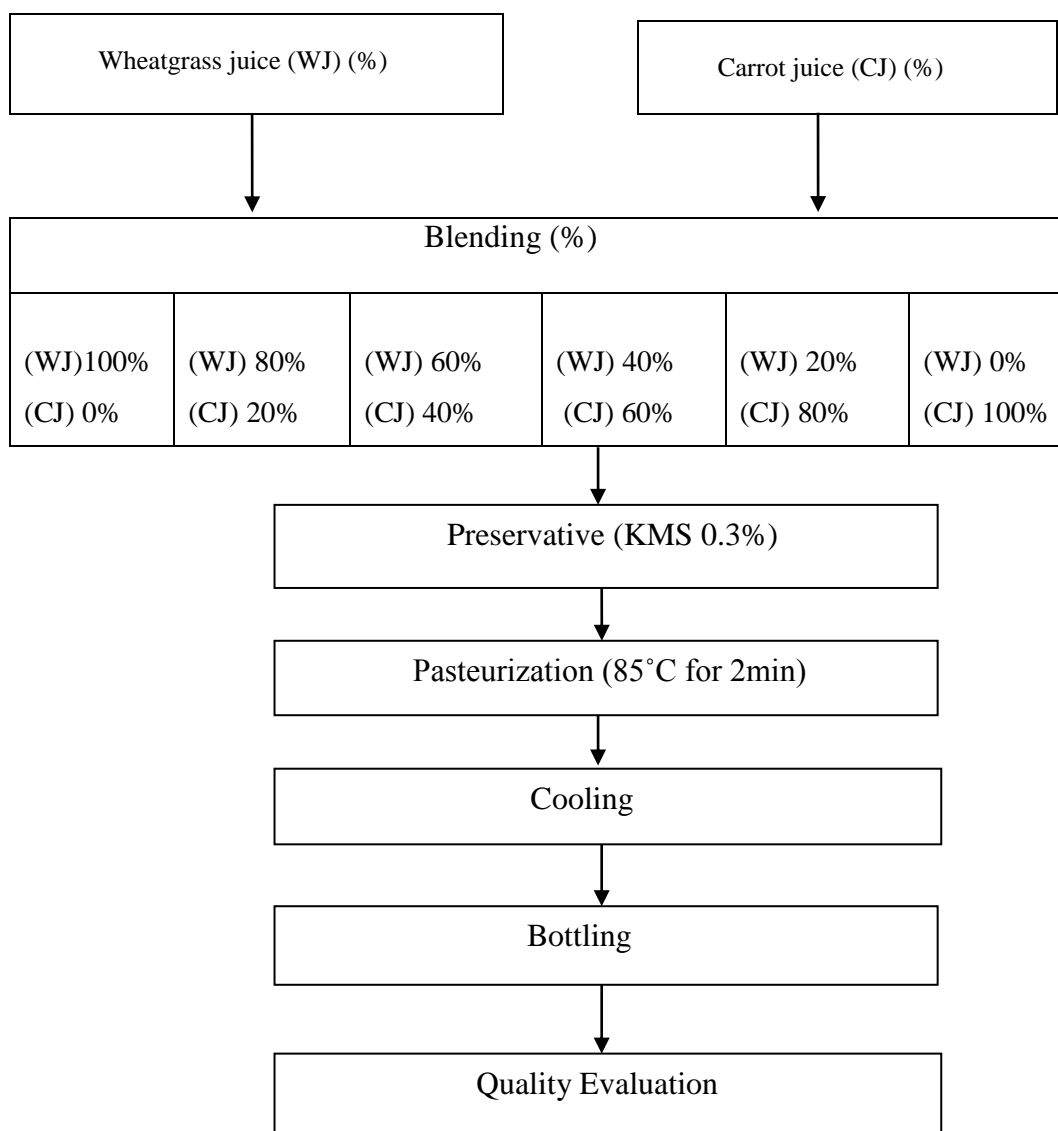 Wheatgrass juice (WJ) (%)
Carrot juice (CJ) (%)
Blending (%)
(WJ)100%
(CJ) 0%
(WJ) 80%
(CJ) 20%
(WJ) 60%
(CJ) 40%
(WJ) 40%
(CJ) 60%
(WJ) 20%
(CJ) 80%
(WJ) 0%
(CJ) 100%
Preservative (KMS 0.3%)
Pasteurization (85˚C for 2min)
Cooling
Bottling
Quality Evaluation